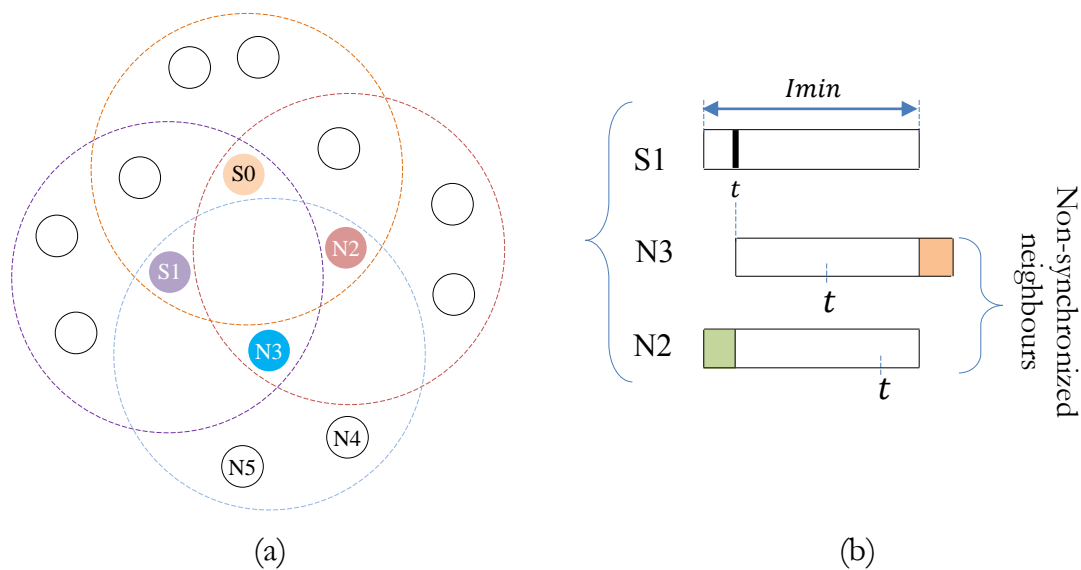 S0
S1
N2
N3
N4
N5
(a)
Imin
S1
t
N3
t
N2
t
Non-synchronized
neighbours
(b)